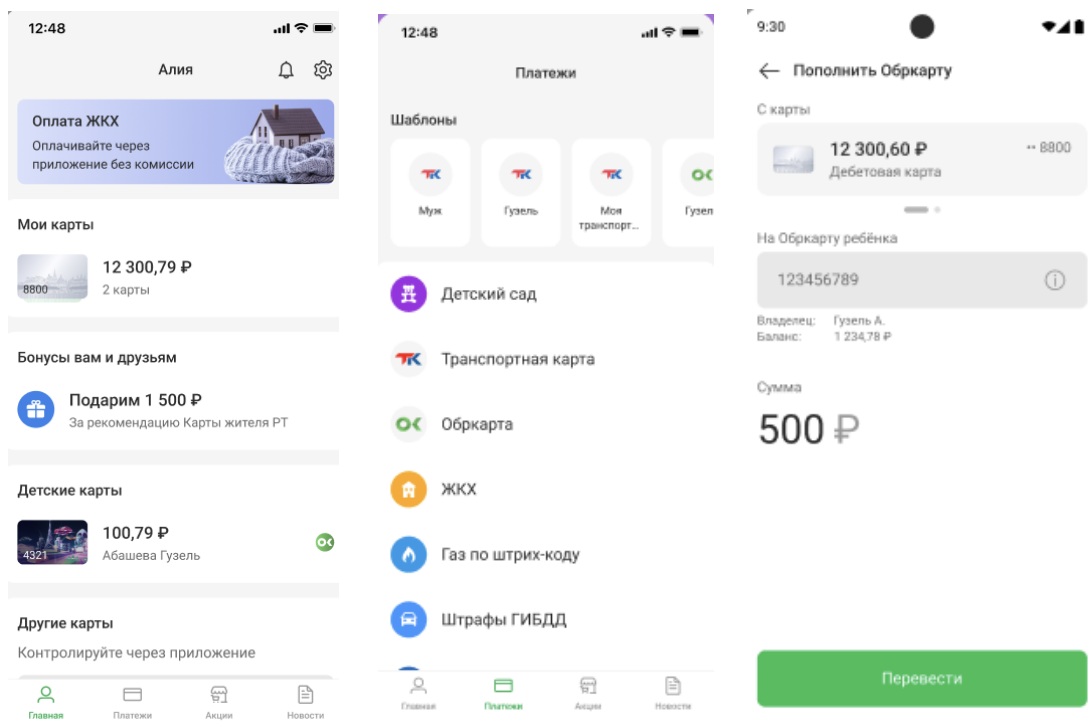 12:48
Алия
Оплата ЖКХ
Оплачивайте через
приложение без комиссии
Мои карты
12 300,79 ₽
8800
2 карты
Бонусы вам и друзьям
Подарим 1 500 ₽
За рекомендацию Карты жителя РТ
Детские карты
100,79 ₽
4321
Абашева Гузель
Другие карты
Контролируйте через приложение
Главная
Платежи
Акции
Новости
12:48
Платежи
Шаблоны
ТК
ТК
ТК
Муж
Гузель
Моя
транспорт...
Гузел
Детский сад
ТК
Транспортная карта
Обркарта
ЖКХ
Газ по штрих-коду
Штрафы ГИБДД
Главная
Платежи
Акции
Новости
9:30
Пополнить Обркарту
С карты
12 300,60 ₽
•• 8800
Дебетовая карта
На Обркарту ребёнка
123456789
Владелец: Гузель А.
Баланс: 1 234,78 ₽
Сумма
500 ₽
Перевести